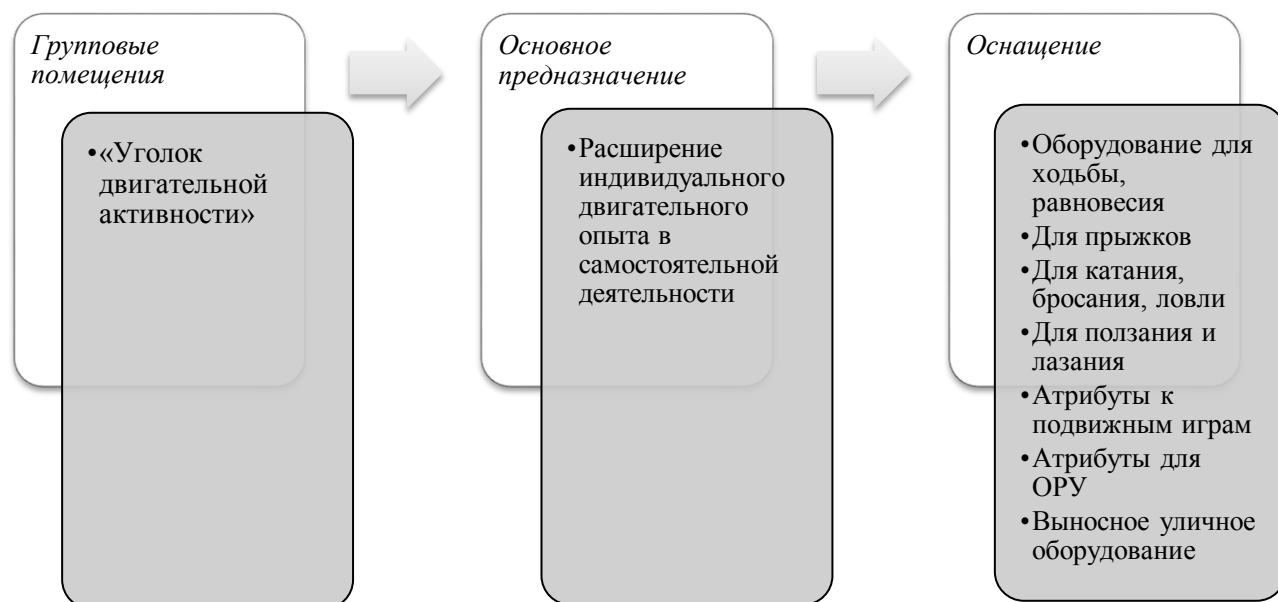 Групповые
помещения
•«Уголок
двигательной
активности»
Основное
предназначение
•Расширение
индивидуального
двигательного
опыта в
самостоятельной
деятельности
Оснащение
•Оборудование для
ходьбы,
равновесия
•Для прыжков
•Для катания,
бросания, ловли
•Для ползания и
лазания
•Атрибуты к
подвижным играм
•Атрибуты для
ОРУ
•Выносное уличное
оборудование